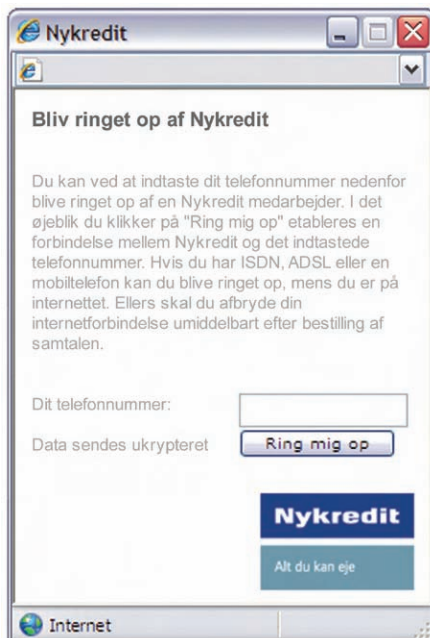 Nykredit
Bliv ringet op af Nykredit
Du kan ved at indtaste dit telefonnummer nedenfor
blive ringet op af en Nykredit medarbejder. I det
øjeblik du klikker på "Ring mig op" etableres en
forbindelse mellem Nykredit og det indtastede
telefonnummer. Hvis du har ISDN, ADSL eller en
mobiltelefon kan du blive ringet op, mens du er på
internettet. Ellers skal du afbryde din
internetforbindelse umiddelbart efter bestilling af
samtalen.
Dit telefonnummer:
Data sendes ukrypteret Ring mig op
Nykredit
Alt du kan eje
Internet